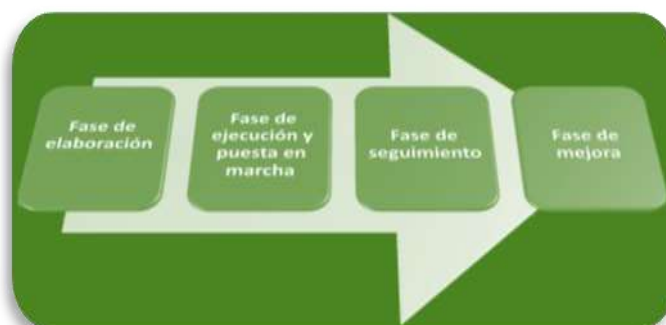 Fase de
elaboración
Fase de
ejecución y
puesta en
marcha
Fase de
seguimiento
Fase de
mejora